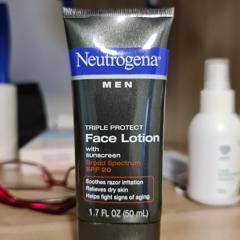 Neutrogena®
MEN
TRIPLE PROTECT
Face Lotion
with
sunscreen
Broad Spectrum
SPF 20
Soothes razor irritation
Relieves dry skin
Helps fight signs of aging
1.7 FL OZ (50 mL)